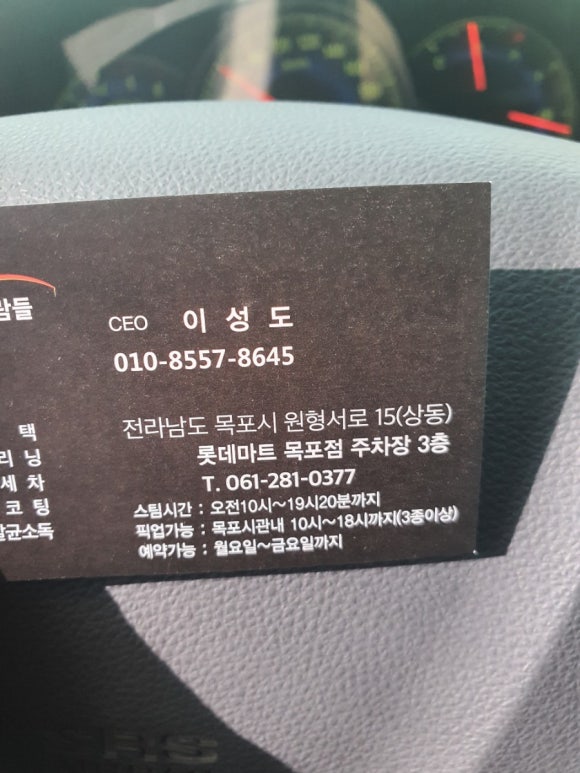 CEO 이성도
010-8557-8645
전라남도 목포시 원형서로 15(상동)
롯데마트 목포점 주차장 3층
T. 061-281-0377
스팀시간 : 오전10시~19시20분까지
픽업가능 : 목포시관내 10시~18시까지(3종이상)
예약가능 : 월요일~금요일까지
람들
택
리닝
세차
코팅
살균소독
SRS